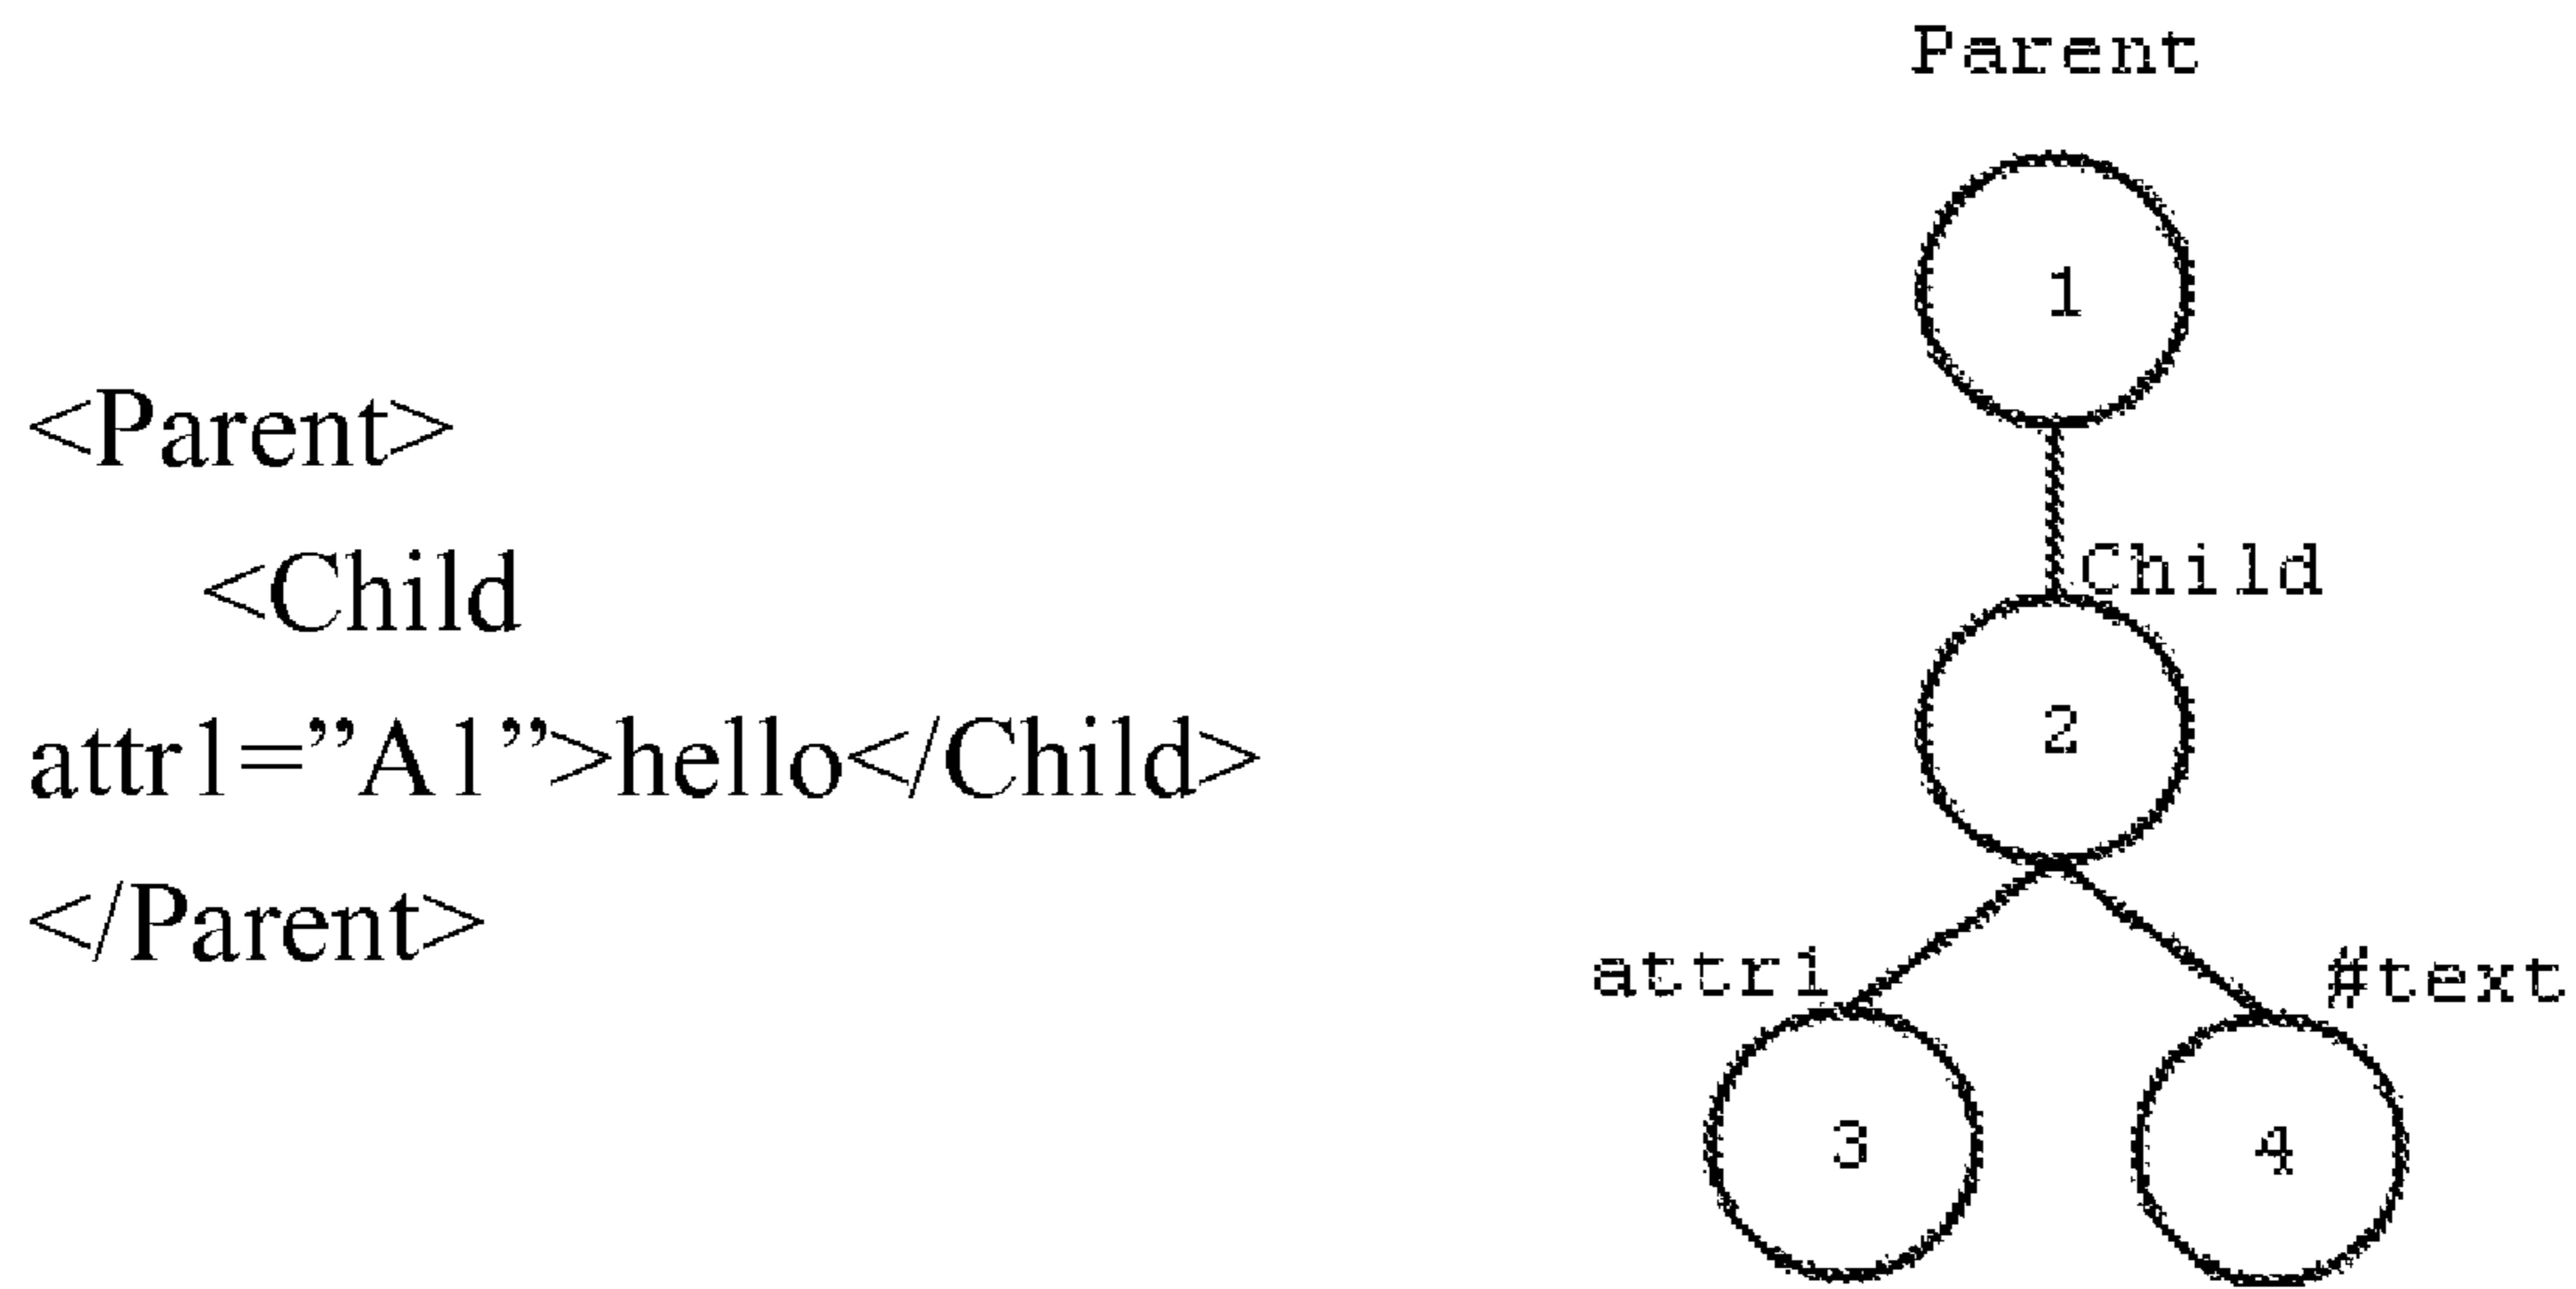 <Parent>
<Child
attr1=”A1”>hello</Child>
</Parent>
Parent
1
Child
2
attr1
#text
3
4